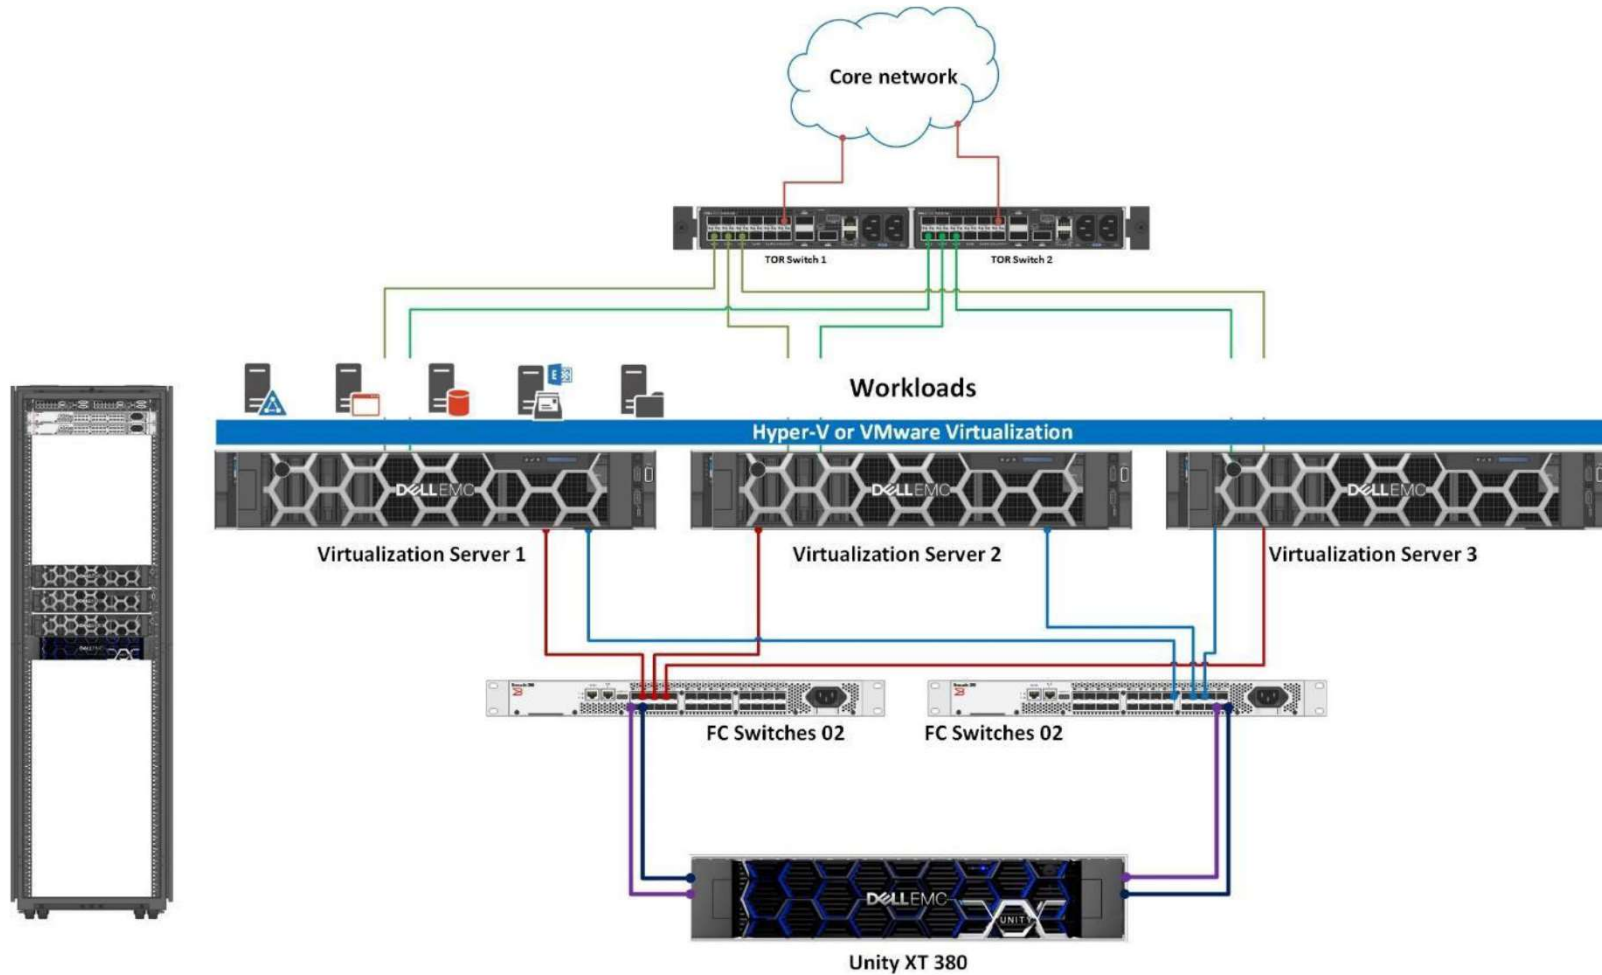 Core network
TOR Switch 1
TOR Switch 2
Workloads
E
Hyper-V or VMware Virtualization
DELLEMC
DELLEMC
DELLEMC
Virtualization Server 1
Virtualization Server 2
Virtualization Server 3
FC Switches 02
FC Switches 02
DELLEMC
UNITY
Unity XT 380